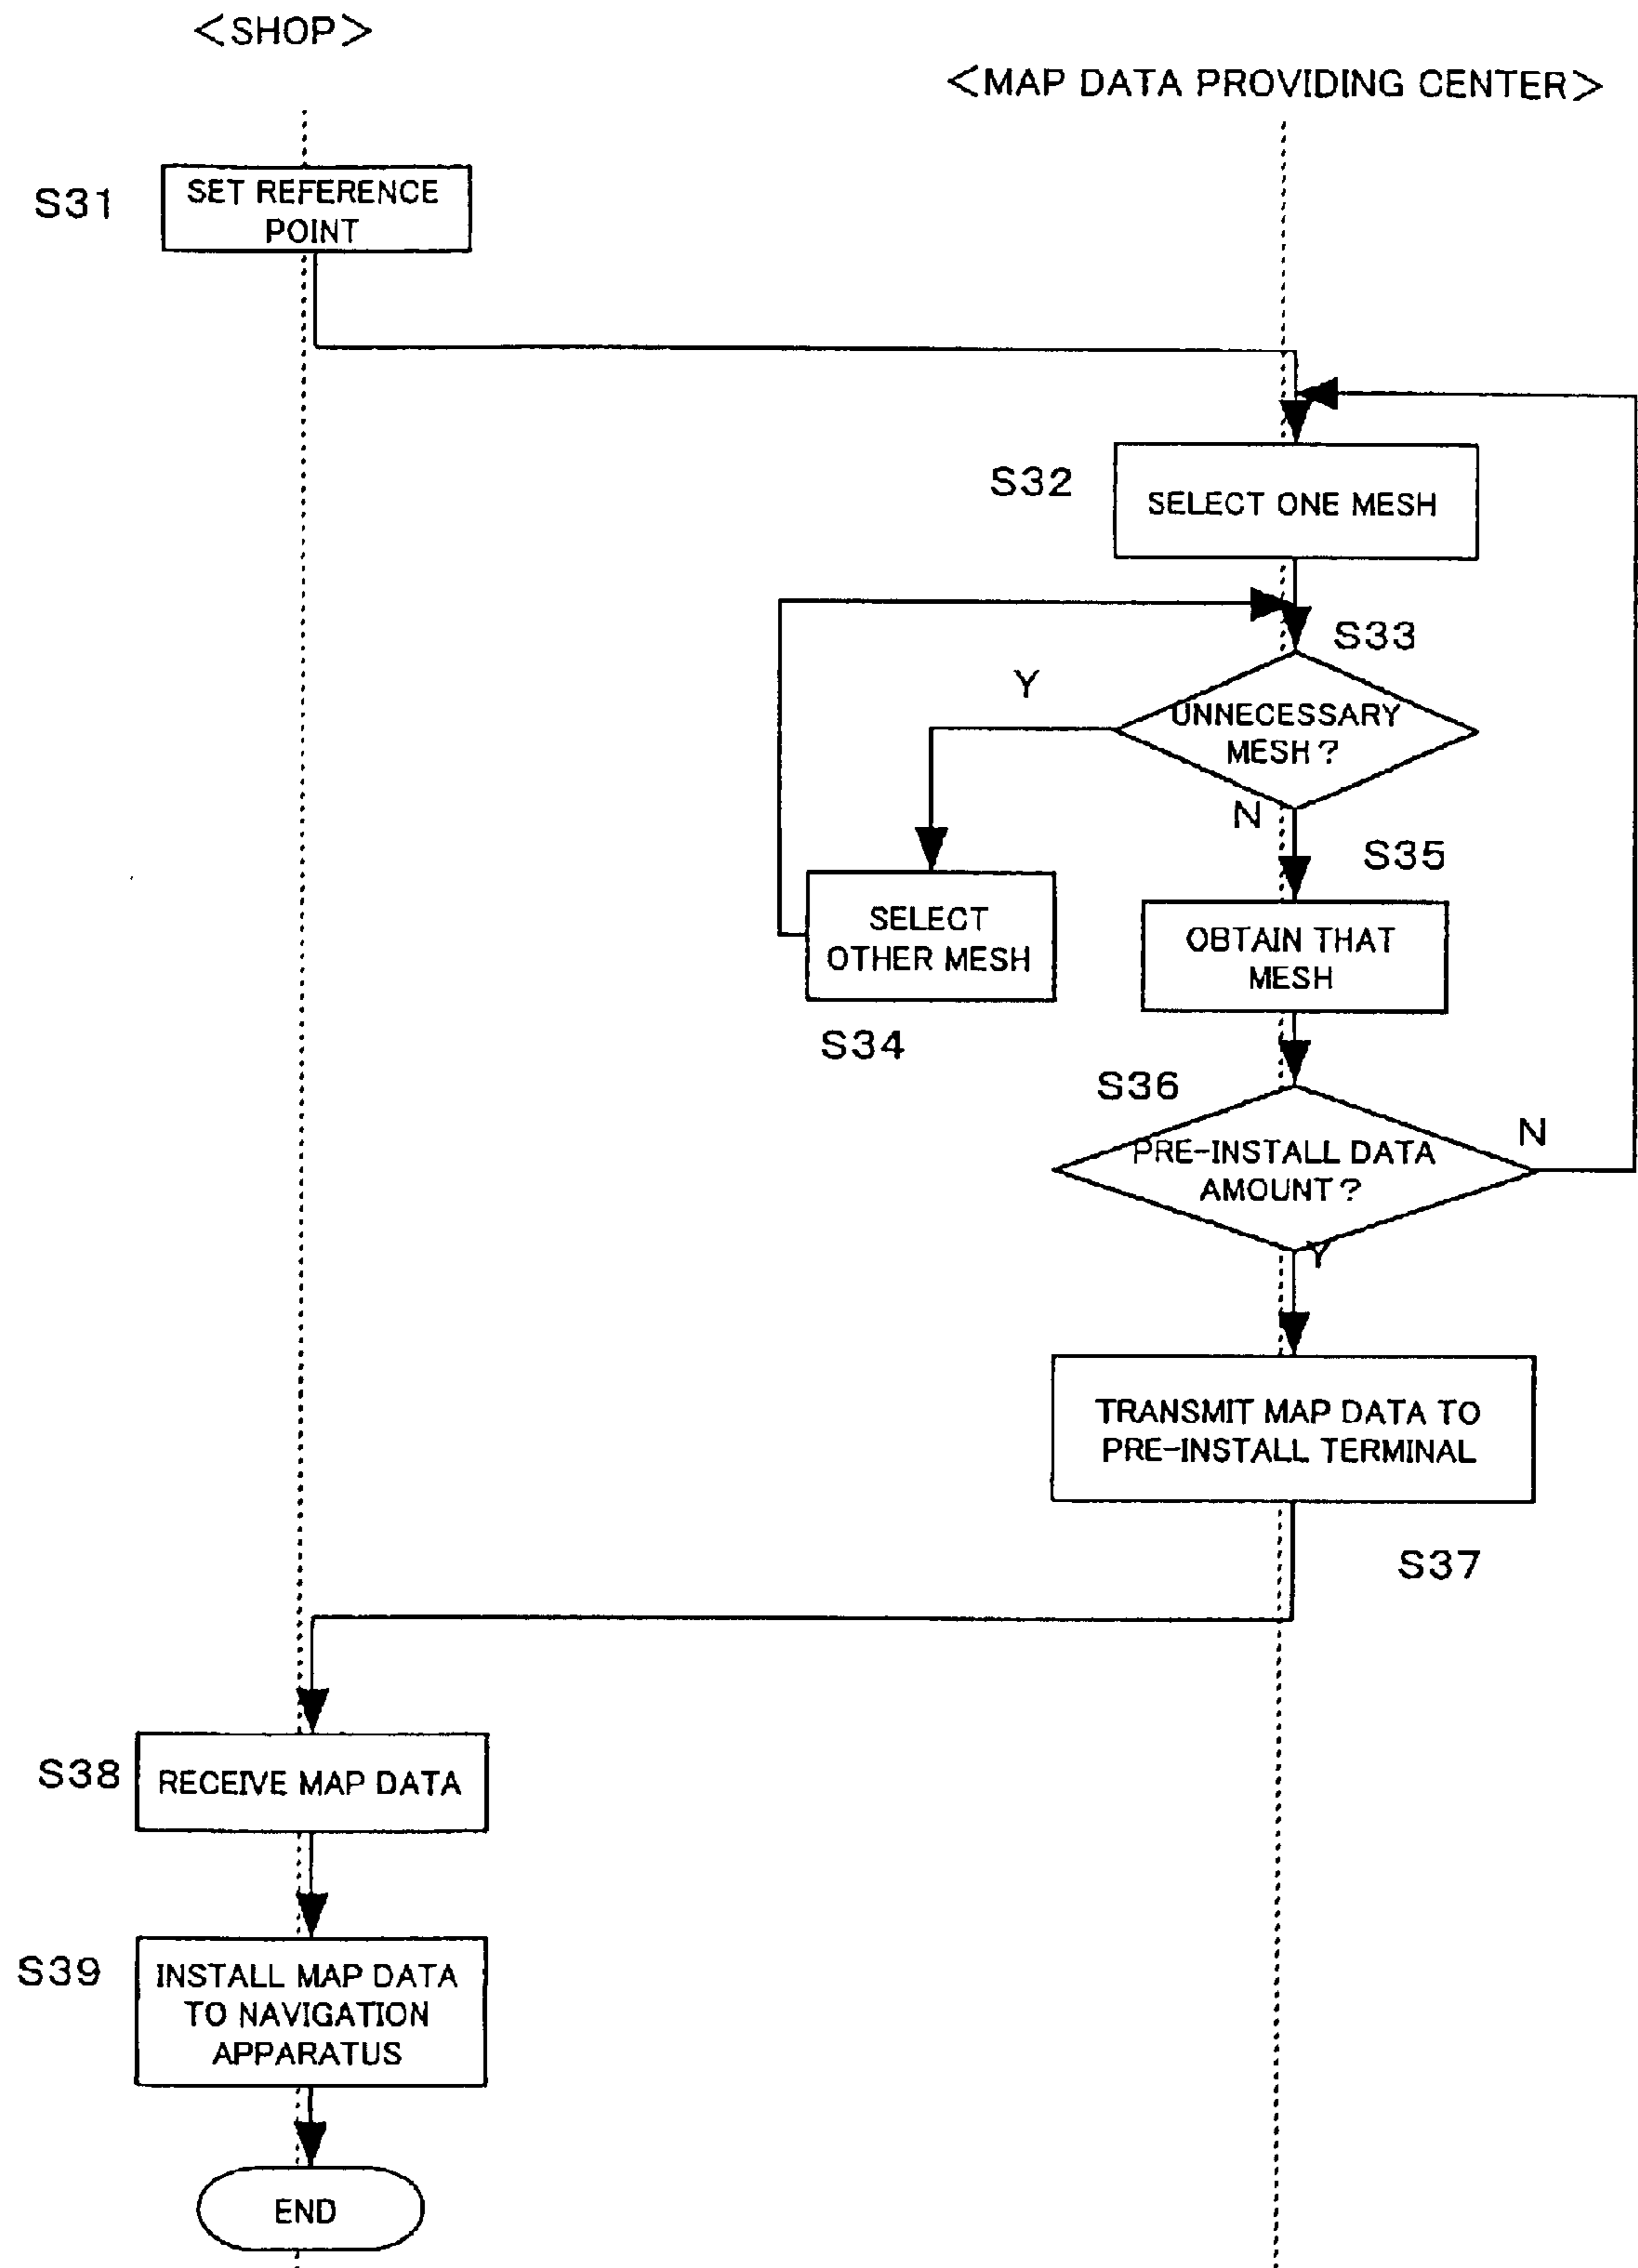 <SHOP>
<MAP DATA PROVIDING CENTER>
S31
SET REFERENCE
POINT
S32
SELECT ONE MESH
S33
Y
UNNECESSARY
MESH?
N
S35
SELECT
OTHER MESH
OBTAIN THAT
MESH
S34
S36
N
PRE-INSTALL DATA
AMOUNT?
Y
TRANSMIT MAP DATA TO
PRE-INSTALL TERMINAL
S37
S38
RECEIVE MAP DATA
S39
INSTALL MAP DATA
TO NAVIGATION
APPARATUS
END